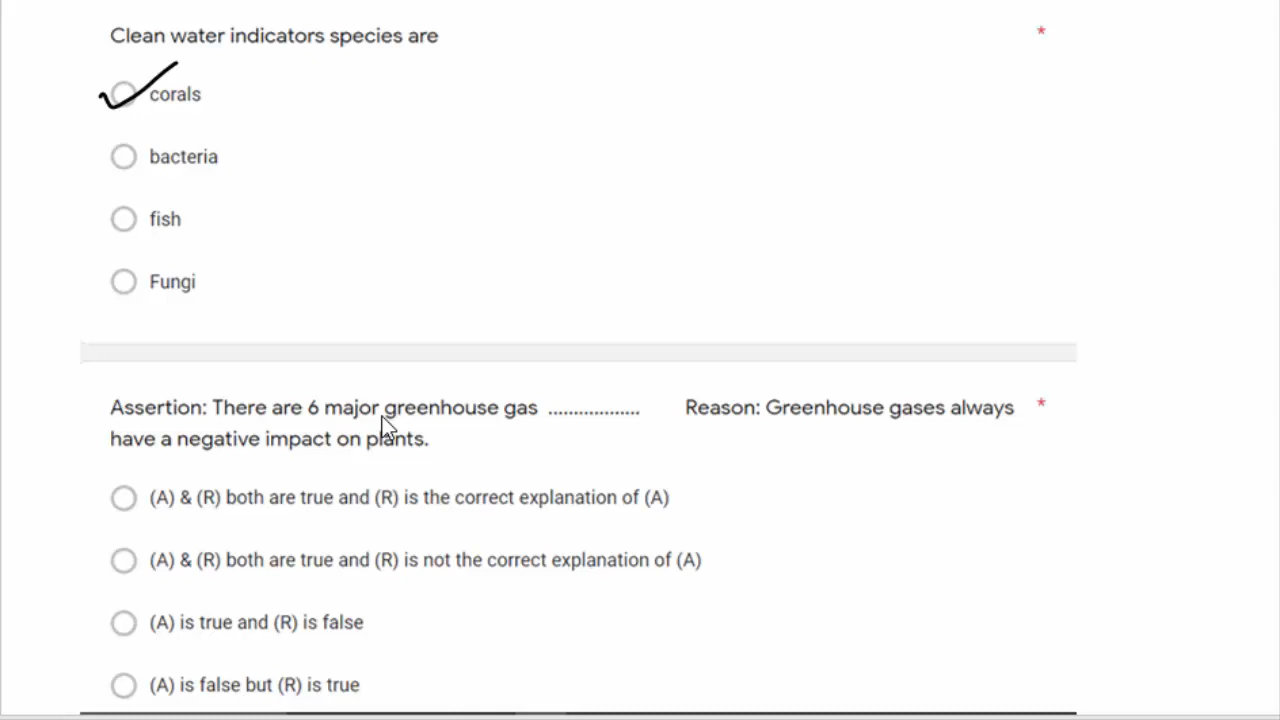 Clean water indicators species are *
corals
bacteria
fish
Fungi
Assertion: There are 6 major greenhouse gas .................. Reason: Greenhouse gases always *
have a negative impact on plants.
(A) & (R) both are true and (R) is the correct explanation of (A)
(A) & (R) both are true and (R) is not the correct explanation of (A)
(A) is true and (R) is false
(A) is false but (R) is true